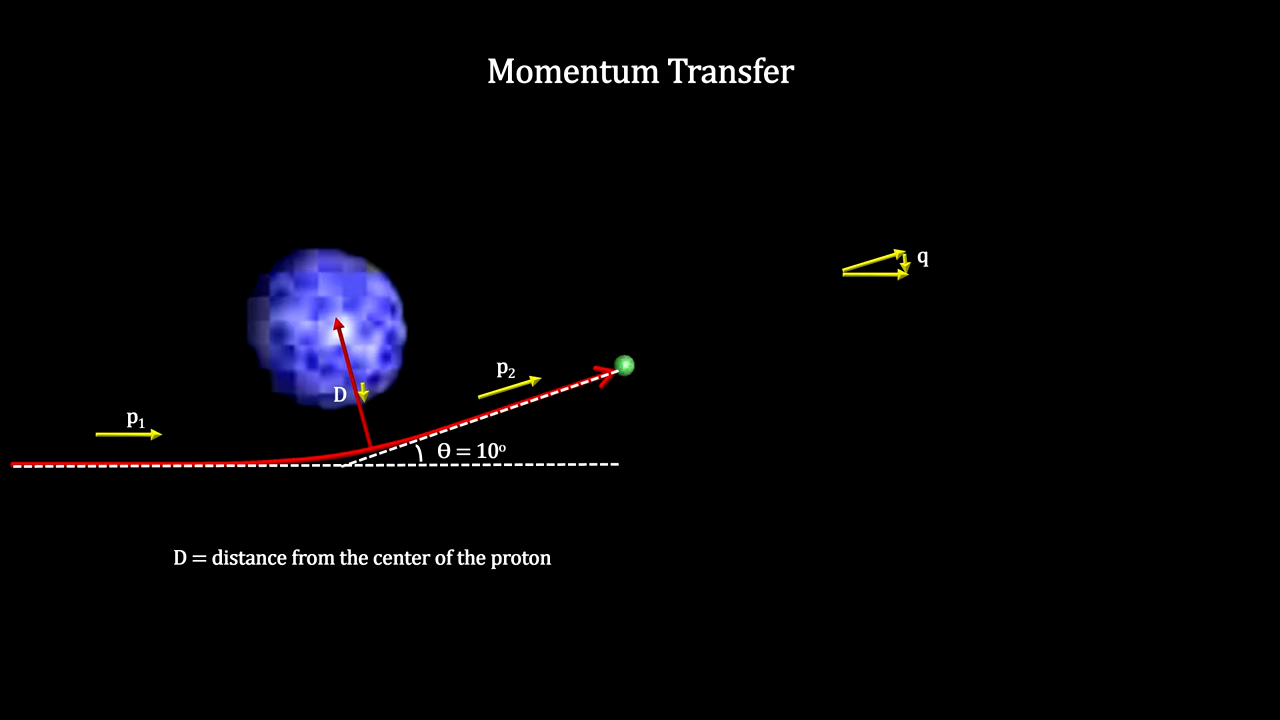 Momentum Transfer
q
p₂
D
p₁
Θ = 10º
D = distance from the center of the proton